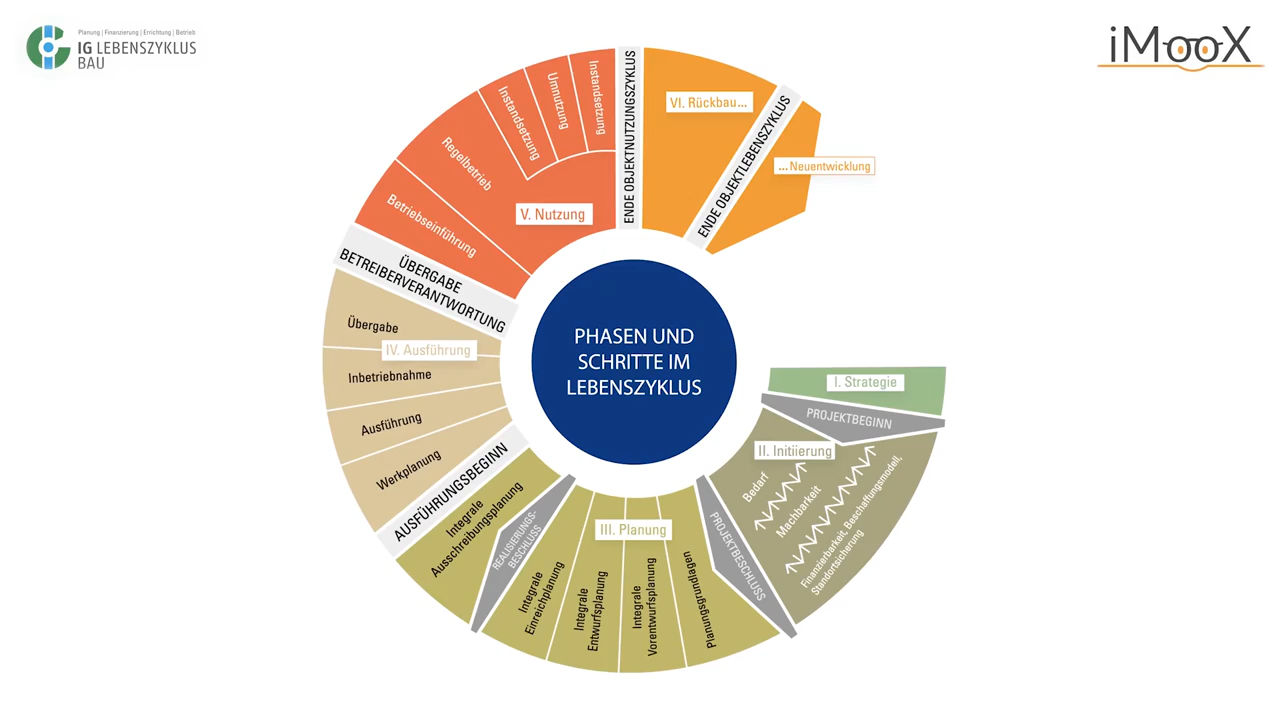 Planung | Finanzierung | Errichtung | Betrieb
IG LEBENSZYKLUS
BAU
iMooX
PHASEN UND
SCHRITTE IM
LEBENSZYKLUS
I. Strategie
PROJEKTBEGINN
II. Initiierung
Bedarf
Machbarkeit
Finanzierbarkeit, Beschaffungsmodell,
Standortsicherung
PROJEKTBESCHLUSS
III. Planung
Planungsgrundlagen
Integrale
Vorentwurfsplanung
Integrale
Entwurfsplanung
Integrale
Einreichplanung
REALISIERUNGS-
BESCHLUSS
Integrale
Ausschreibungsplanung
AUSFÜHRUNGSBEGINN
Werkplanung
Ausführung
Inbetriebnahme
IV. Ausführung
Übergabe
ÜBERGABE
BETREIBERVERANTWORTUNG
Betriebseinführung
Regelbetrieb
V. Nutzung
Instandsetzung
Umnutzung
Instandsetzung
ENDE OBJEKTNUTZUNGSZYKLUS
VI. Rückbau...
ENDE OBJEKTLEBENSZYKLUS
... Neuentwicklung